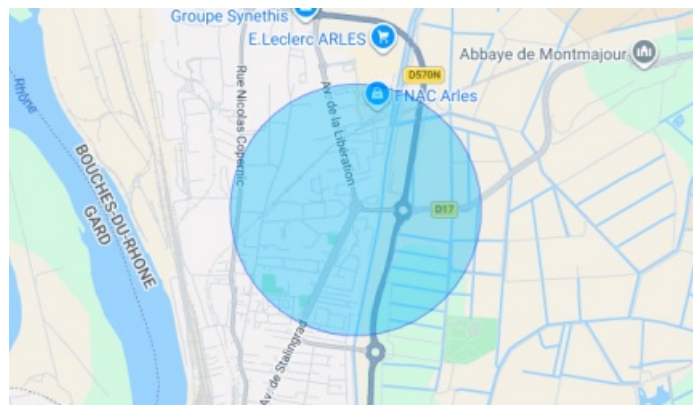 Groupe Synethis
E.Leclerc ARLES
Abbaye de Montmajour
D570N
FNAC Arles
Rhône
Rue Nicolas Copernic
Av. de la Libération
BOUCHES-DU-RHONE
GARD
D17
Av. de Stalingrad